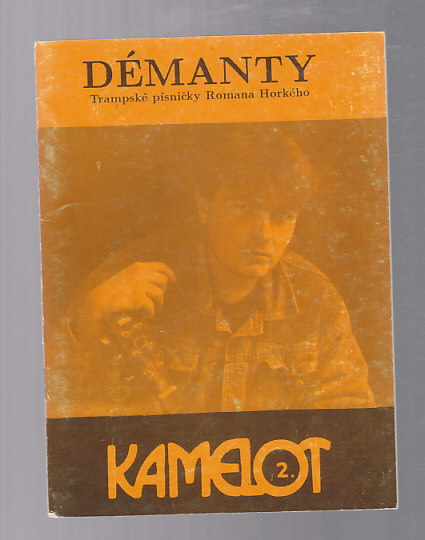 DÉMANTY
Trampské písničky Romana Horkého
KAMELOT
2.